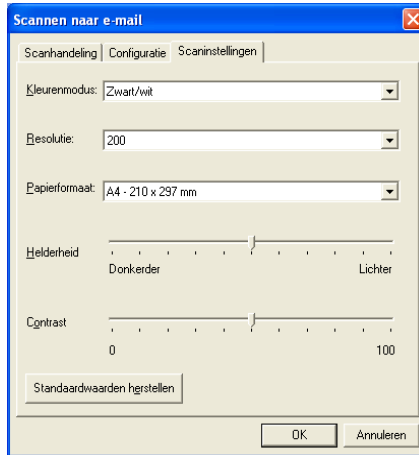 Scannen naar e-mail
Scanhandeling Configuratie Scaninstellingen
Kleurenmodus: Zwart/wit
Resolutie: 200
Papierformaat: A4 - 210 x 297 mm
Helderheid
Donkerder Lichter
Contrast
0 100
Standaardwaarden herstellen
OK Annuleren